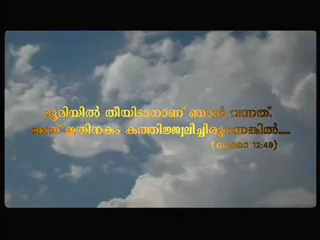 ഭൂമിയിൽ തീയിടാനാണ് ഞാൻ വന്നത്.
അത് ഇതിനകം കത്തിജ്ജ്വലിച്ചിരുന്നെങ്കിൽ.....
(ലൂക്കാ 12:49)